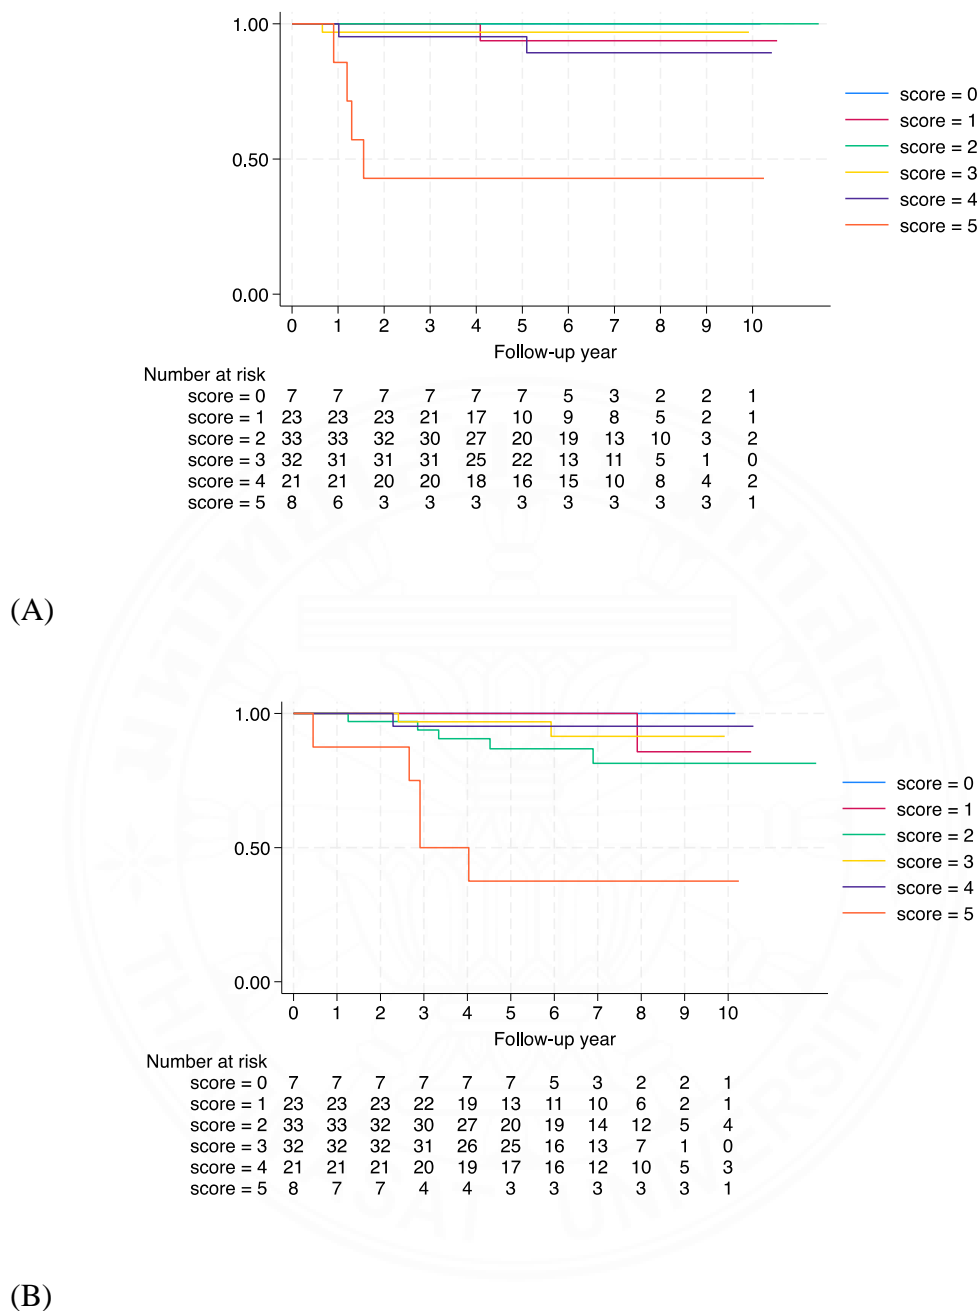 1.00
0.50
0.00
0 1 2 3 4 5 6 7 8 9 10
Follow-up year
score = 0
score = 1
score = 2
score = 3
score = 4
score = 5
Number at risk
score = 0 7 7 7 7 7 7 5 3 2 2 1
score = 1 23 23 23 21 17 10 9 8 5 2 1
score = 2 33 33 32 30 27 20 19 13 10 3 2
score = 3 32 31 31 31 25 22 13 11 5 1 0
score = 4 21 21 20 20 18 16 15 10 8 4 2
score = 5 8 6 3 3 3 3 3 3 3 3 1
(A)
1.00
0.50
0.00
0 1 2 3 4 5 6 7 8 9 10
Follow-up year
score = 0
score = 1
score = 2
score = 3
score = 4
score = 5
Number at risk
score = 0 7 7 7 7 7 7 5 3 2 2 1
score = 1 23 23 23 22 19 13 11 10 6 2 1
score = 2 33 33 32 30 27 20 19 14 12 5 4
score = 3 32 32 32 31 26 25 16 13 7 1 0
score = 4 21 21 21 20 19 17 16 12 10 5 3
score = 5 8 7 7 4 4 3 3 3 3 3 1
(B)
THAMMASAT UNIVERSITY